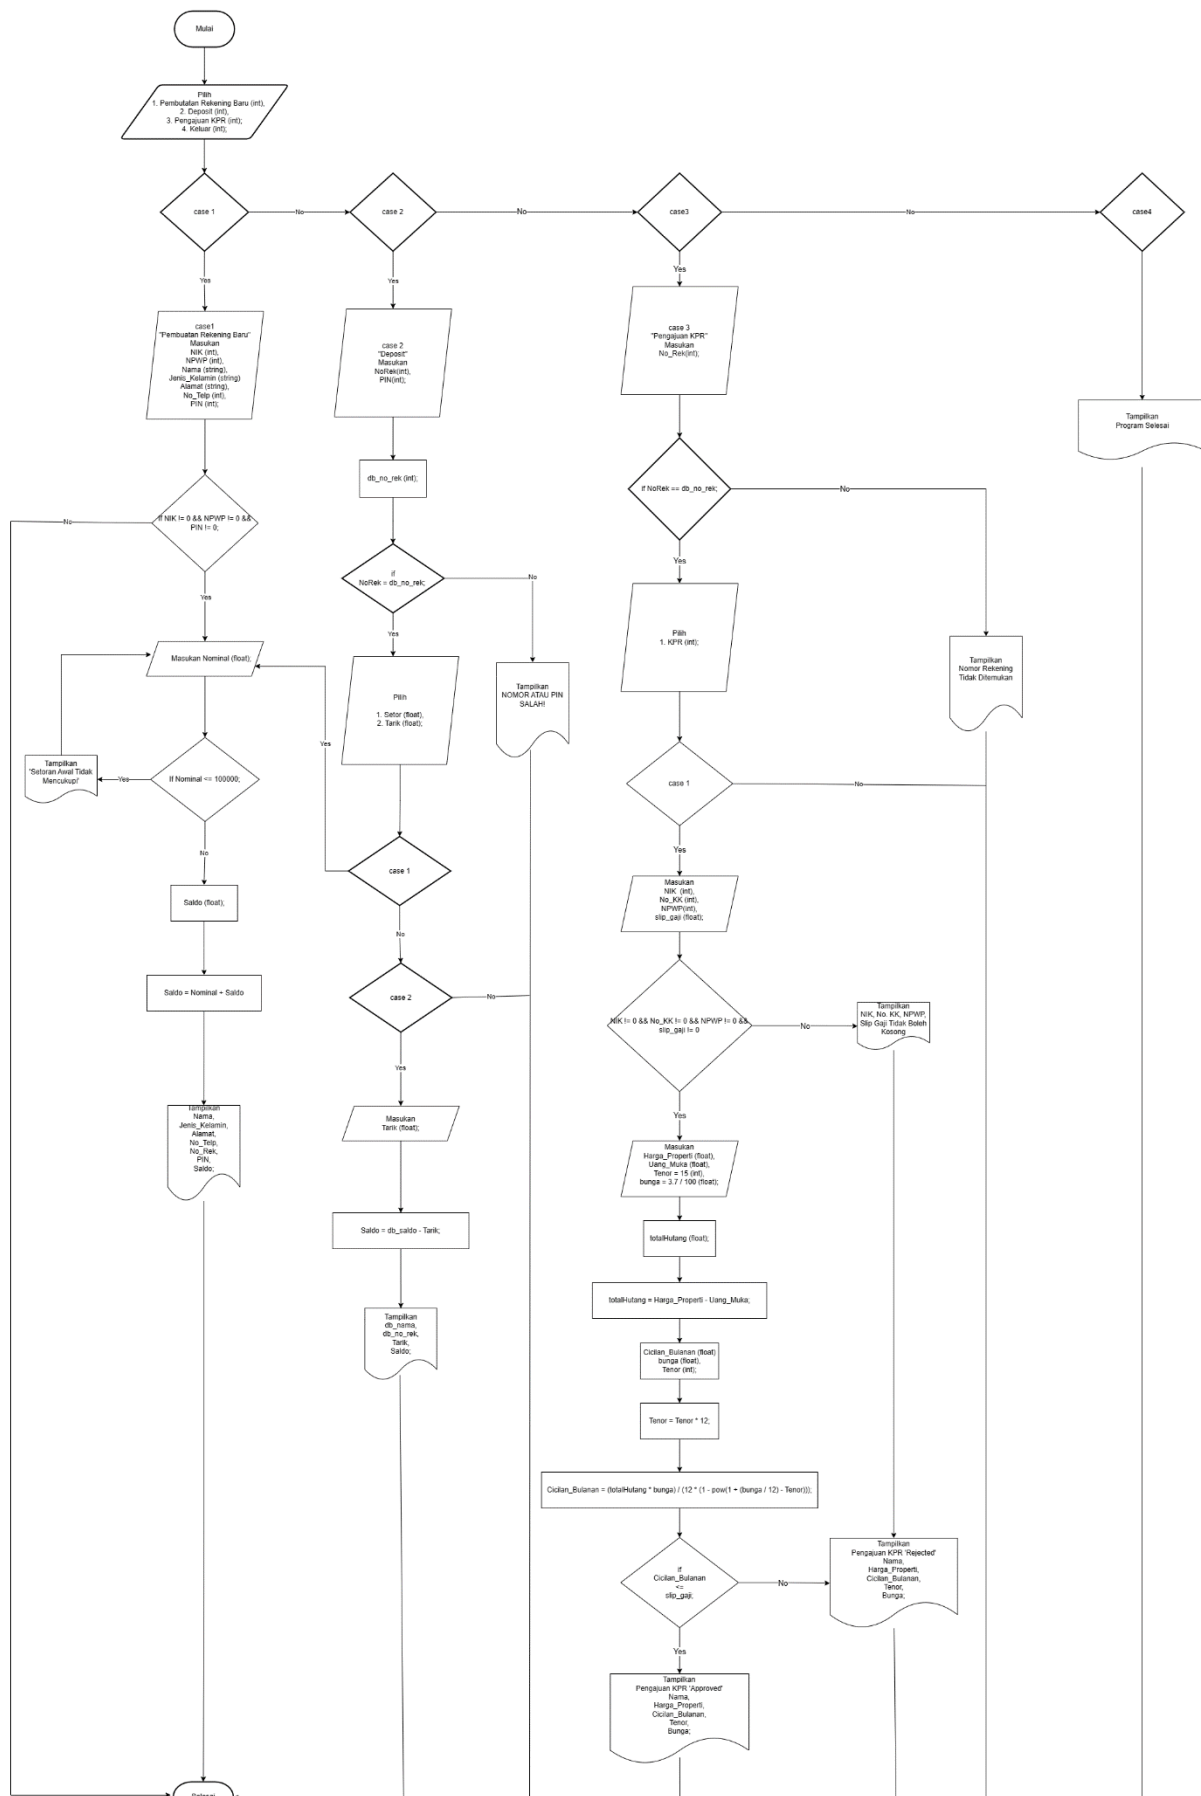 Mulai
Pilih
1. Pembutatan Rekening Baru (int),
2. Deposit (int),
3. Pengajuan KPR (int);
4. Keluar (int);
case 1
No
case 2
No
case3
No
case4
Yes
case1
"Pembuatan Rekening Baru"
Masukan
NIK (int),
NPWP (int),
Nama (string),
Jenis_Kelamin (string)
Alamat (string),
No_Telp (int),
PIN (int);
If NIK != 0 && NPWP != 0 &&
PIN != 0;
No
Yes
Masukan Nominal (float);
If Nominal <= 100000;
Yes
Tampilkan
'Setoran Awal Tidak
Mencukupi'
No
Saldo (float);
Saldo = Nominal + Saldo
Tampilkan
Nama,
Jenis_Kelamin,
Alamat,
No_Telp,
No_Rek,
PIN,
Saldo;
Yes
case 2
"Deposit"
Masukan
NoRek(int),
PIN(int);
db_no_rek (int);
if
NoRek = db_no_rek;
No
Tampilkan
NOMOR ATAU PIN
SALAH!
Yes
Pilih
1. Setor (float),
2. Tarik (float);
case 1
Yes
No
case 2
No
Yes
Masukan
Tarik (float);
Saldo = db_saldo - Tarik;
Tampilkan
db_nama,
db_no_rek,
Tarik,
Saldo;
Yes
case 3
"Pengajuan KPR"
Masukan
No_Rek(int);
If NoRek == db_no_rek;
No
Tampilkan
Nomor Rekening
Tidak Ditemukan
Yes
Pilih
1. KPR (int);
case 1
No
Yes
Masukan
NIK (int),
No_KK (int),
NPWP(int),
slip_gaji (float);
NIK != 0 && No_KK != 0 && NPWP != 0 &&
slip_gaji != 0
No
Tampilkan
NIK, No. KK, NPWP,
Slip Gaji Tidak Boleh
Kosong
Yes
Masukan
Harga_Properti (float),
Uang_Muka (float),
Tenor = 15 (int),
bunga = 3.7 / 100 (float);
totalHutang (float);
totalHutang = Harga_Properti - Uang_Muka;
Cicilan_Bulanan (float)
bunga (float),
Tenor (int);
Tenor = Tenor * 12;
Cicilan_Bulanan = (totalHutang * bunga) / (12 * (1 - pow(1 + (bunga / 12) - Tenor)));
if
Cicilan_Bulanan
<=
slip_gaji;
No
Tampilkan
Pengajuan KPR 'Rejected'
Nama,
Harga_Properti,
Cicilan_Bulanan,
Tenor,
Bunga;
Yes
Tampilkan
Pengajuan KPR 'Approved'
Nama,
Harga_Properti,
Cicilan_Bulanan,
Tenor,
Bunga;
Tampilkan
Program Selesai